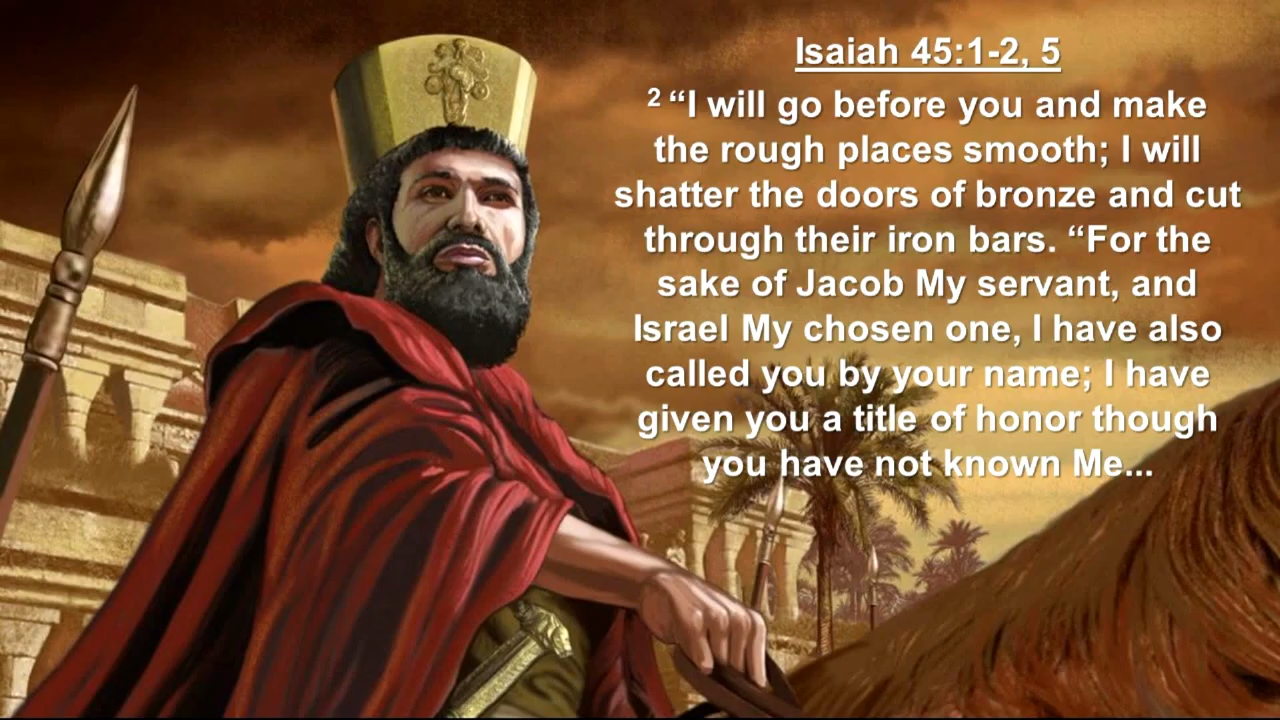 Isaiah 45:1-2, 5
2 “I will go before you and make
the rough places smooth; I will
shatter the doors of bronze and cut
through their iron bars. “For the
sake of Jacob My servant, and
Israel My chosen one, I have also
called you by your name; I have
given you a title of honor though
you have not known Me...